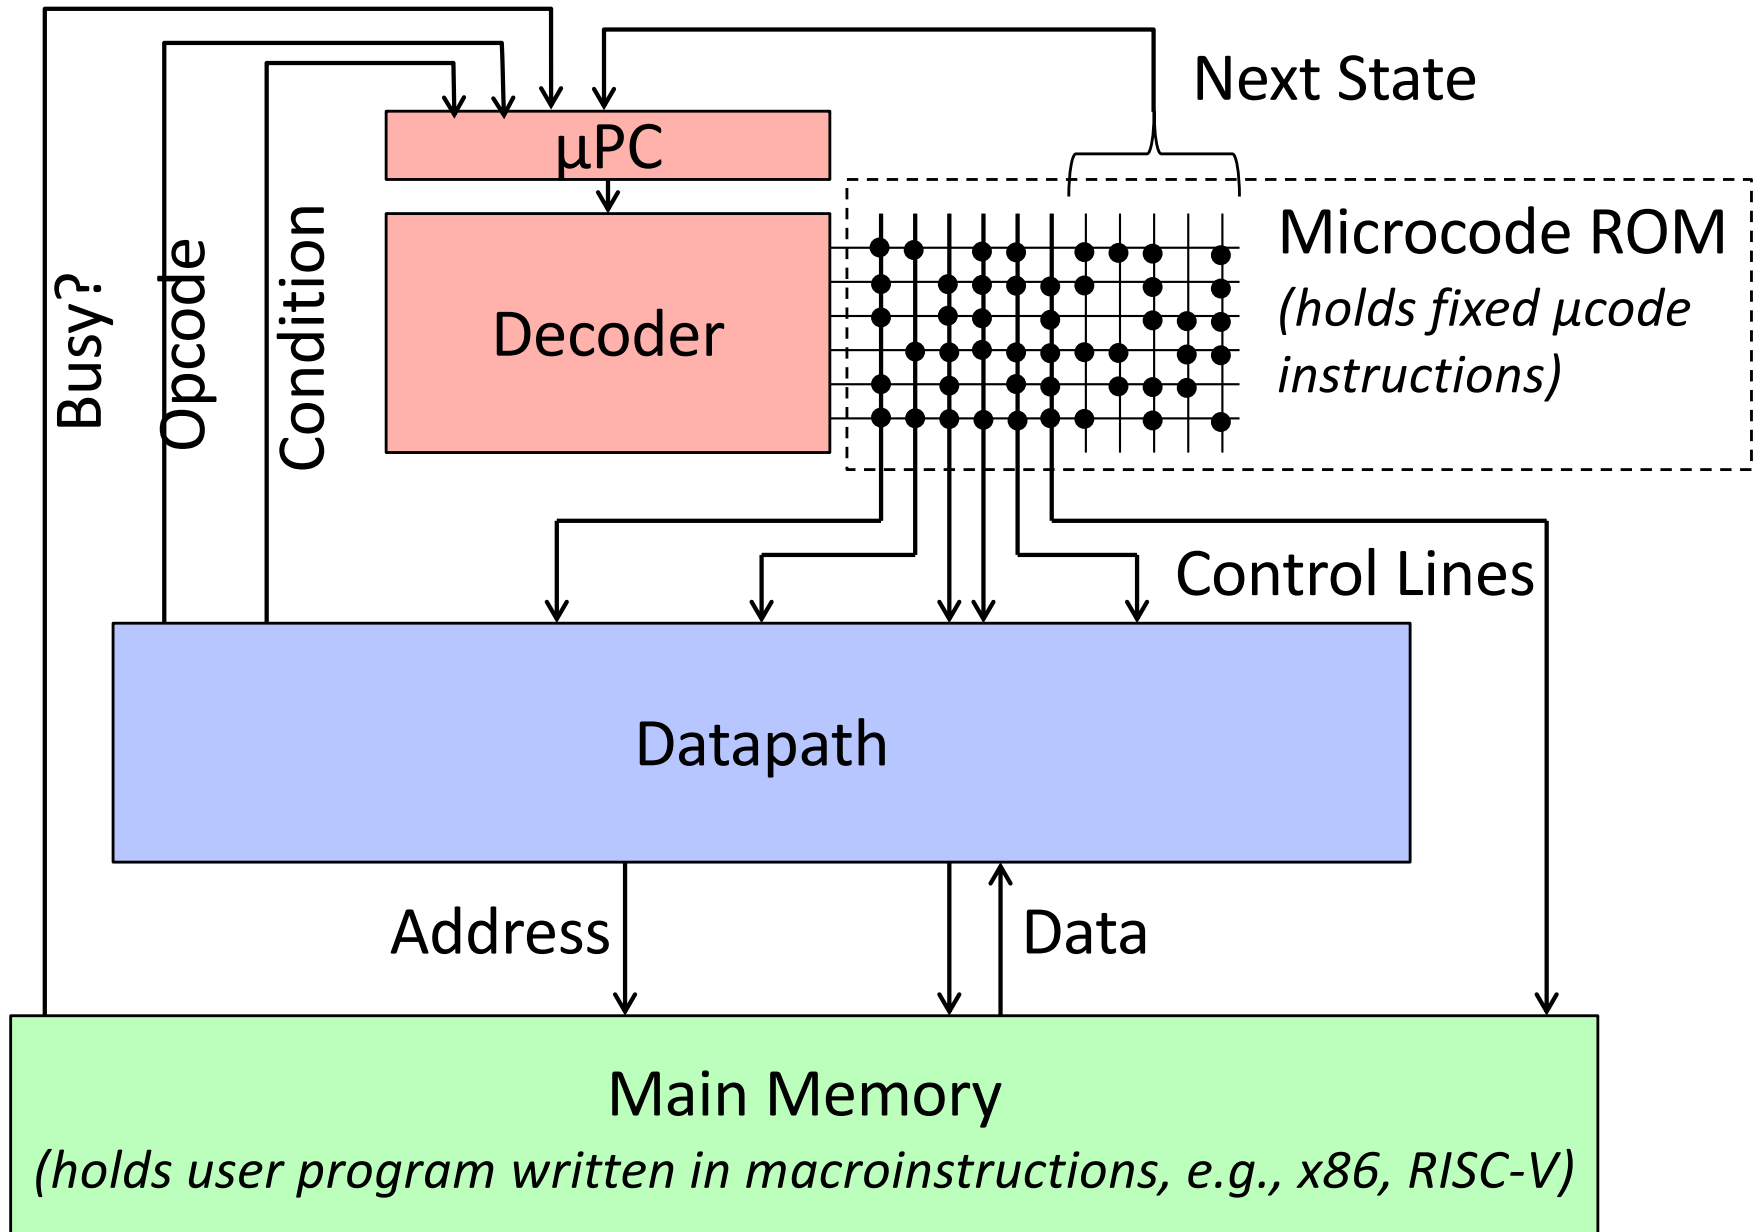 Next State
µPC
Microcode ROM
(holds fixed µcode
instructions)
Decoder
Busy?
Opcode
Condition
Control Lines
Datapath
Address
Data
Main Memory
(holds user program written in macroinstructions, e.g., x86, RISC-V)